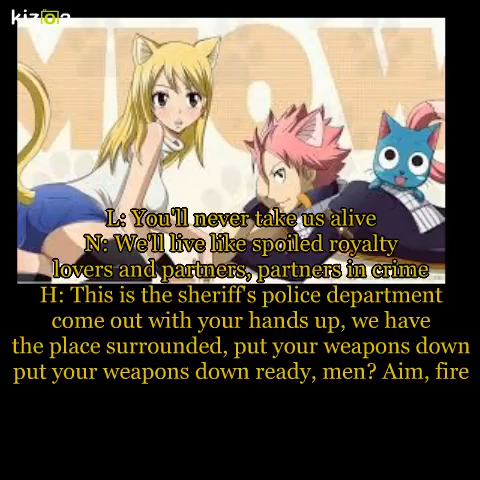 kizoa
MEOW
L: You'll never take us alive
N: We'll live like spoiled royalty
lovers and partners, partners in crime
H: This is the sheriff's police department
come out with your hands up, we have
the place surrounded, put your weapons down
put your weapons down ready, men? Aim, fire